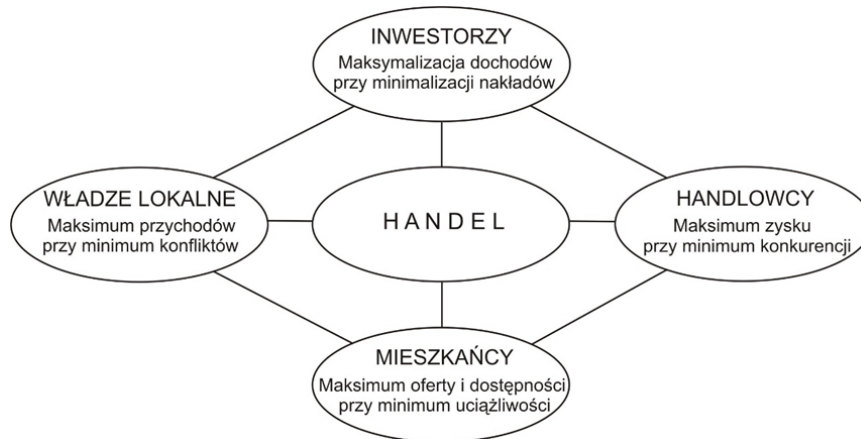 INWESTORZY
Maksymalizacja dochodów
przy minimalizacji nakładów
WŁADZE LOKALNE
Maksimum przychodów
przy minimum konfliktów
H A N D E L
HANDLOWCY
Maksimum zysku
przy minimum konkurencji
MIESZKAŃCY
Maksimum oferty i dostępności
przy minimum uciążliwości